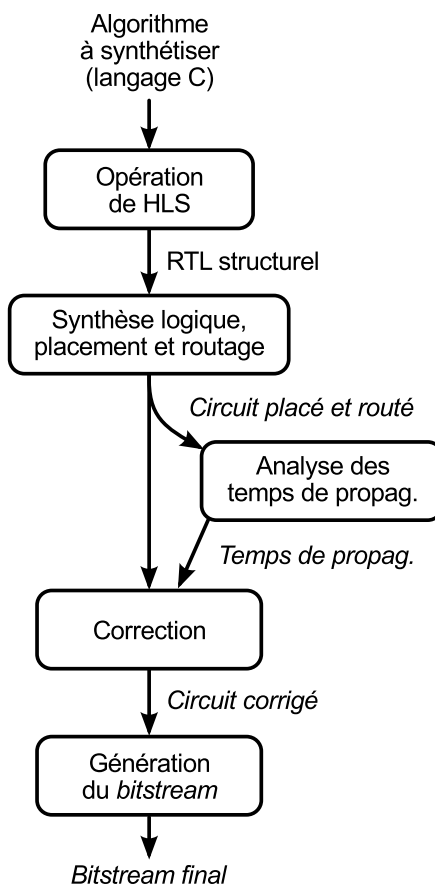 Algorithme
à synthétiser
(langage C)
Opération
de HLS
RTL structurel
Synthèse logique,
placement et routage
Circuit placé et routé
Analyse des
temps de propag.
Temps de propag.
Correction
Circuit corrigé
Génération
du bitstream
Bitstream final